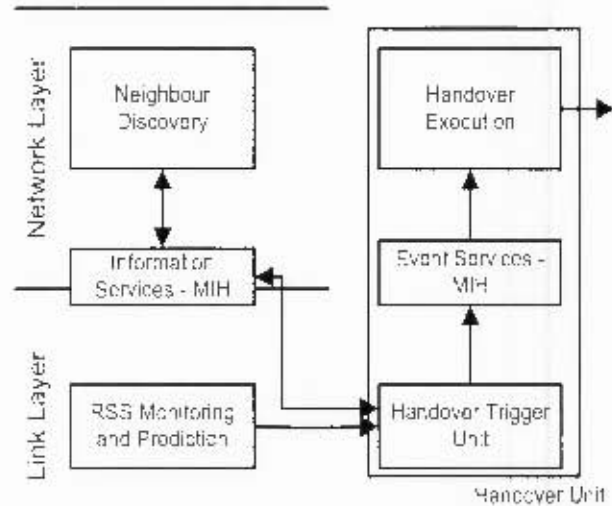 Network Layer
Neighbour
Discovery
Handover
Execution
Information
Services - MIH
Event Services -
MIH
Link Layer
RSS Monitoring
and Prediction
Handover Trigger
Unit
Handover Unit